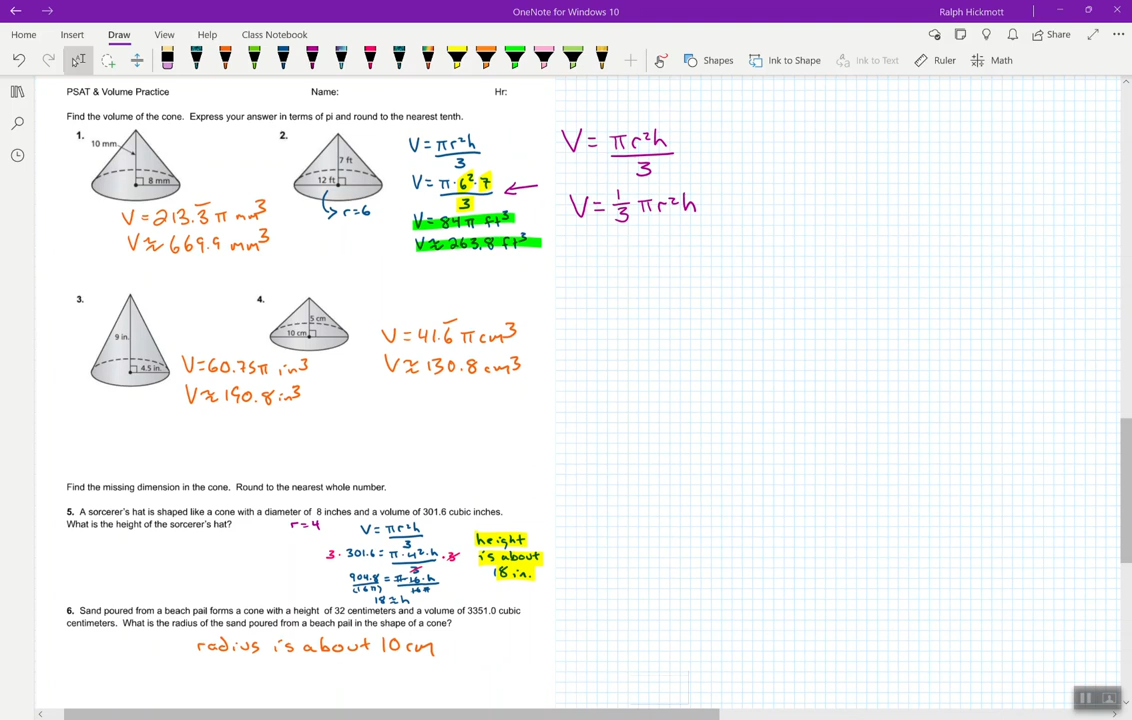 OneNote for Windows 10
Ralph Hickmott
Home Insert Draw View Help Class Notebook
Share
Shapes Ink to Shape Ink to Text Ruler Math
PSAT & Volume Practice Name: Hr:
Find the volume of the cone. Express your answer in terms of pi and round to the nearest tenth.
1.
10 mm
8 mm
V = 213.3̅ π mm³
V ≈ 669.9 mm³
2.
7 ft
12 ft
r=6
V = πr²h/3
V = π·6²·7/3
V = 84π ft³
V ≈ 263.8 ft³
V = πr²h/3
V = 1/3 πr²h
3.
9 in.
4.5 in.
V=60.75π in³
V≈190.8 in³
4.
5 cm
10 cm
V = 41.6̅ π cm³
V ≈ 130.8 cm³
Find the missing dimension in the cone. Round to the nearest whole number.
5. A sorcerer's hat is shaped like a cone with a diameter of 8 inches and a volume of 301.6 cubic inches.
What is the height of the sorcerer's hat?
r=4
V = πr²h/3
3 · 301.6 = π·4²·h/3 · 3
904.8/(16π) = π·16·h/16π
18 ≈ h
height
is about
18 in.
6. Sand poured from a beach pail forms a cone with a height of 32 centimeters and a volume of 3351.0 cubic
centimeters. What is the radius of the sand poured from a beach pail in the shape of a cone?
radius is about 10 cm